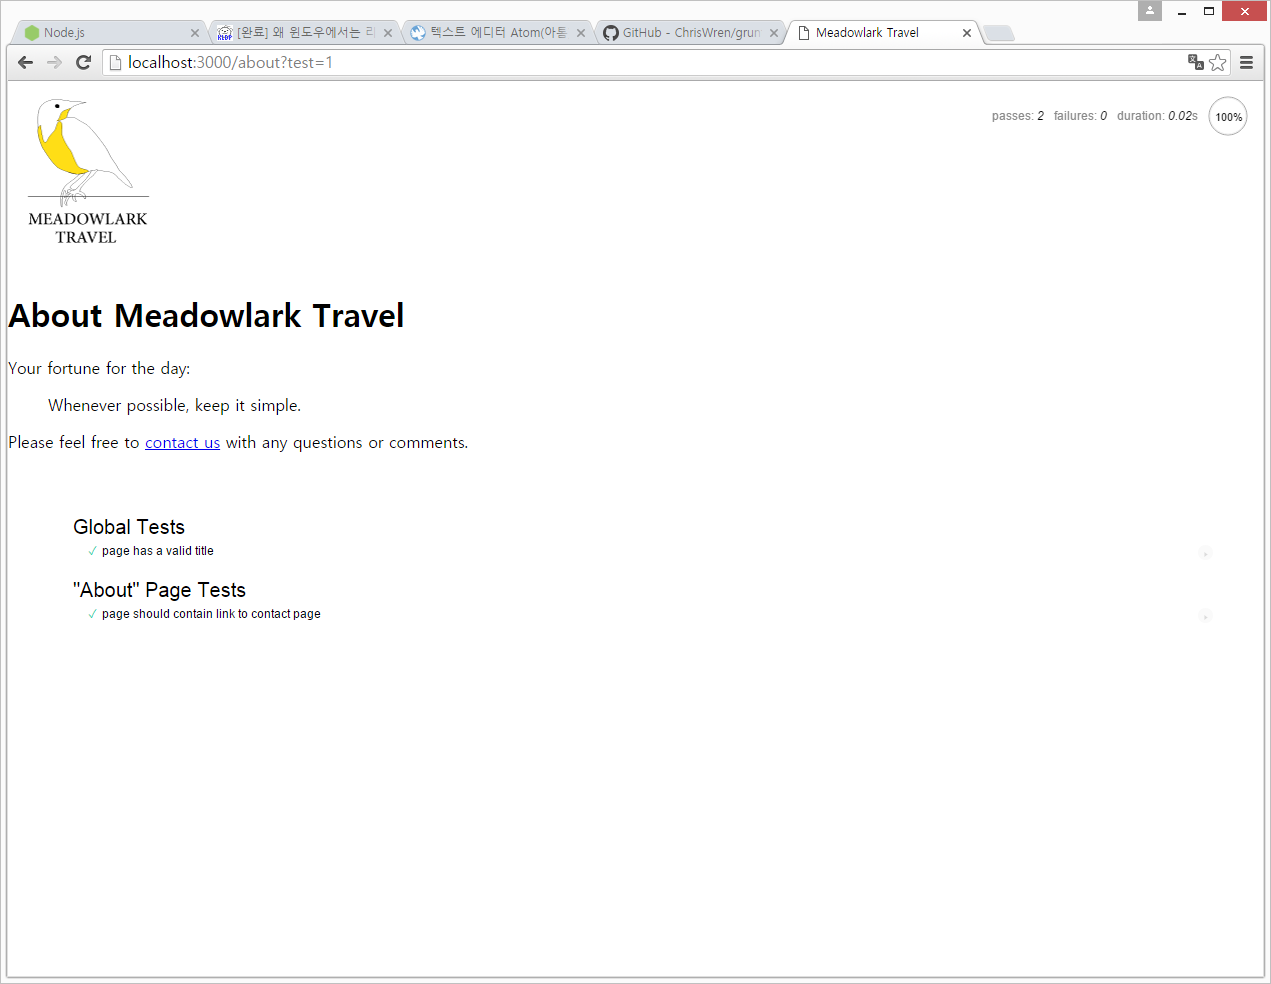 Node.js
[완료] 왜 윈도우에서는 리
텍스트 에디터 Atom(아톰
GitHub - ChrisWren/grun
Meadowlark Travel
localhost:3000/about?test=1
passes: 2 failures: 0 duration: 0.02s 100%
MEADOWLARK
TRAVEL
About Meadowlark Travel
Your fortune for the day:
Whenever possible, keep it simple.
Please feel free to contact us with any questions or comments.
Global Tests
✓ page has a valid title
"About" Page Tests
✓ page should contain link to contact page